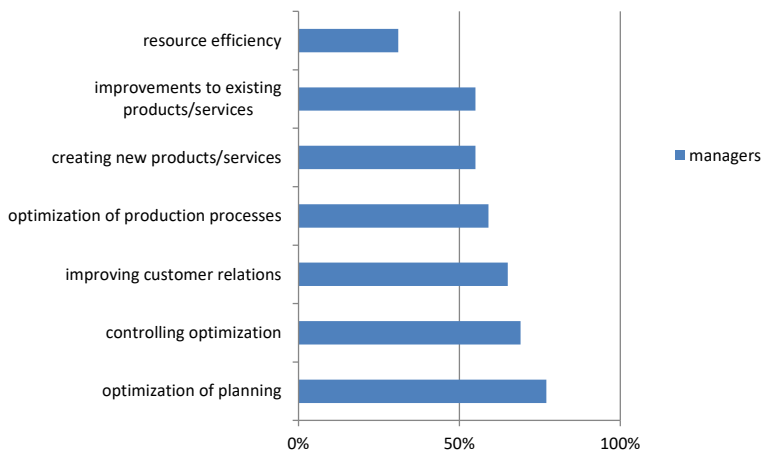 resource efficiency
improvements to existing
products/services
creating new products/services
managers
optimization of production processes
improving customer relations
controlling optimization
optimization of planning
0%
50%
100%